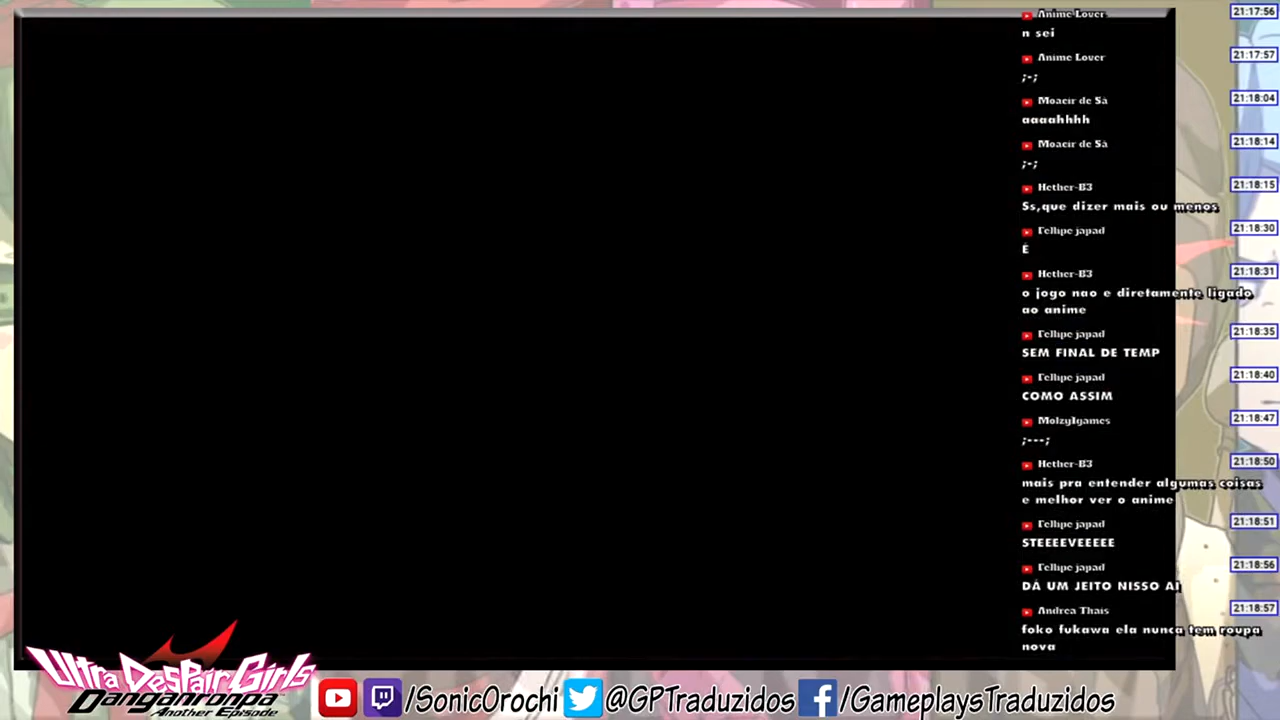 Anime Lover 21:17:56
n sei
Anime Lover 21:17:57
;-;
Moacir de Sà 21:18:04
aaaahhhh
Moacir de Sà 21:18:14
;-;
Hether-B3 21:18:15
Ss,que dizer mais ou menos
Fellipe japad 21:18:30
É
Hether-B3 21:18:31
o jogo nao e diretamente ligado
ao anime
Fellipe japad 21:18:35
SEM FINAL DE TEMP
Fellipe japad 21:18:40
COMO ASSIM
Molzy1games 21:18:47
;---;
Hether-B3 21:18:50
mais pra entender algumas coisas
e melhor ver o anime
Fellipe japad 21:18:51
STEEEEVEEEEE
Fellipe japad 21:18:56
DÁ UM JEITO NISSO AI
Andrea Thais 21:18:57
foko fukawa ela nunca tem roupa
nova
Ultra Despair Girls
Danganronpa
Another Episode
/SonicOrochi @GPTraduzidos /GameplaysTraduzidos